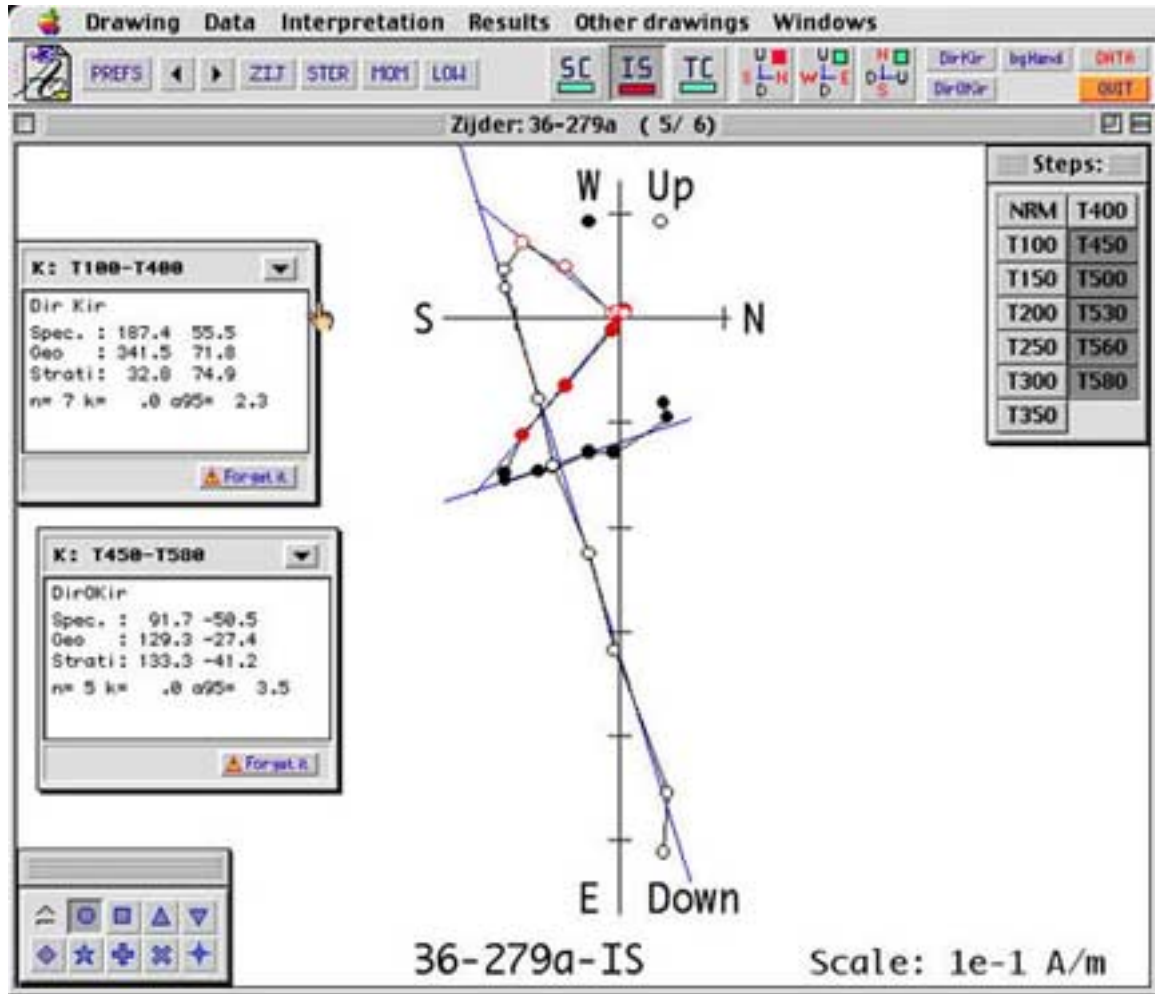 Drawing Data Interpretation Results Other drawings Windows
PREFS ZIJ STER MOM LOW SC IS TC U S N D U W E D N D U S DirKir bgHand DATA
DirOKir QUIT
Zijder: 36-279a ( 5/ 6)
Steps:
NRM T400
T100 T450
T150 T500
T200 T530
T250 T560
T300 T580
T350
W Up
S N
E Down
K: T100-T400
Dir Kir
Spec. : 187.4 55.5
Geo : 341.5 71.8
Strati: 32.8 74.9
n= 7 k= .0 α95= 2.3
Forget it
K: T450-T580
DirOKir
Spec. : 91.7 -50.5
Geo : 129.3 -27.4
Strati: 133.3 -41.2
n= 5 k= .0 α95= 3.5
Forget it
36-279a-IS
Scale: 1e-1 A/m